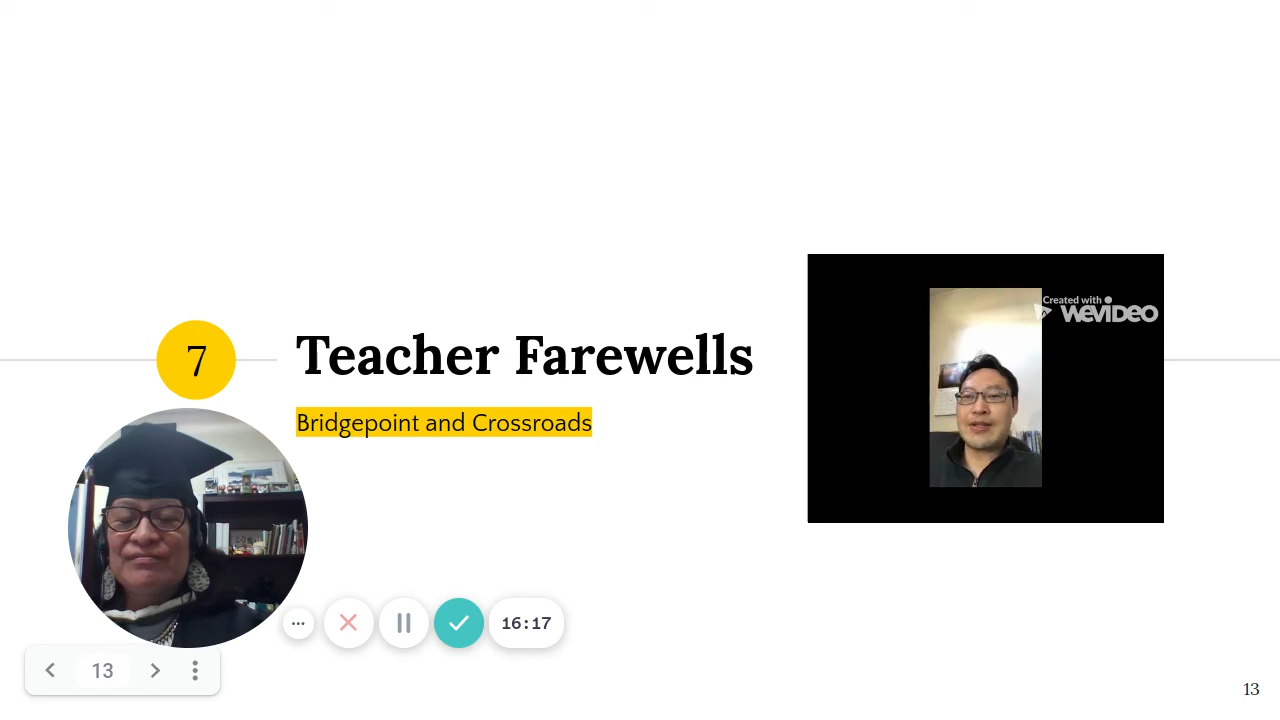 7
Teacher Farewells
Bridgepoint and Crossroads
Created with
WEVIDEO
16:17
13
13